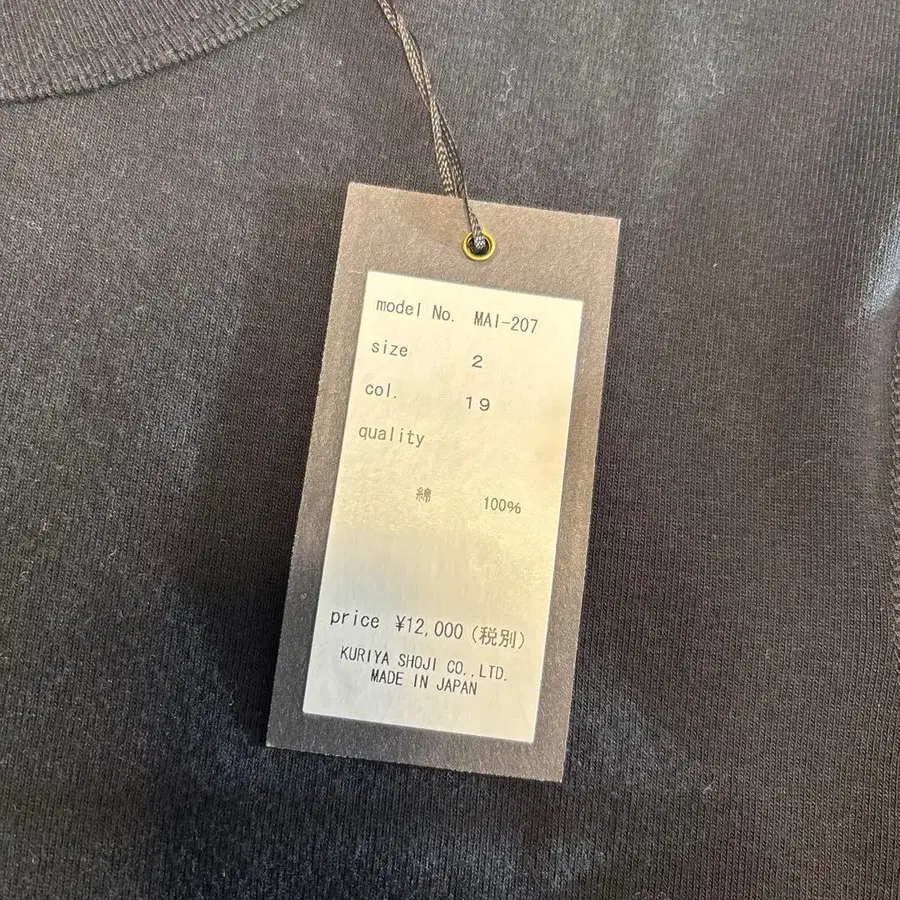 model No. MAI-207
size 2
col. 19
quality
綿 100%
price ¥12,000(税別)
KURIYA SHOJI CO.,LTD.
MADE IN JAPAN